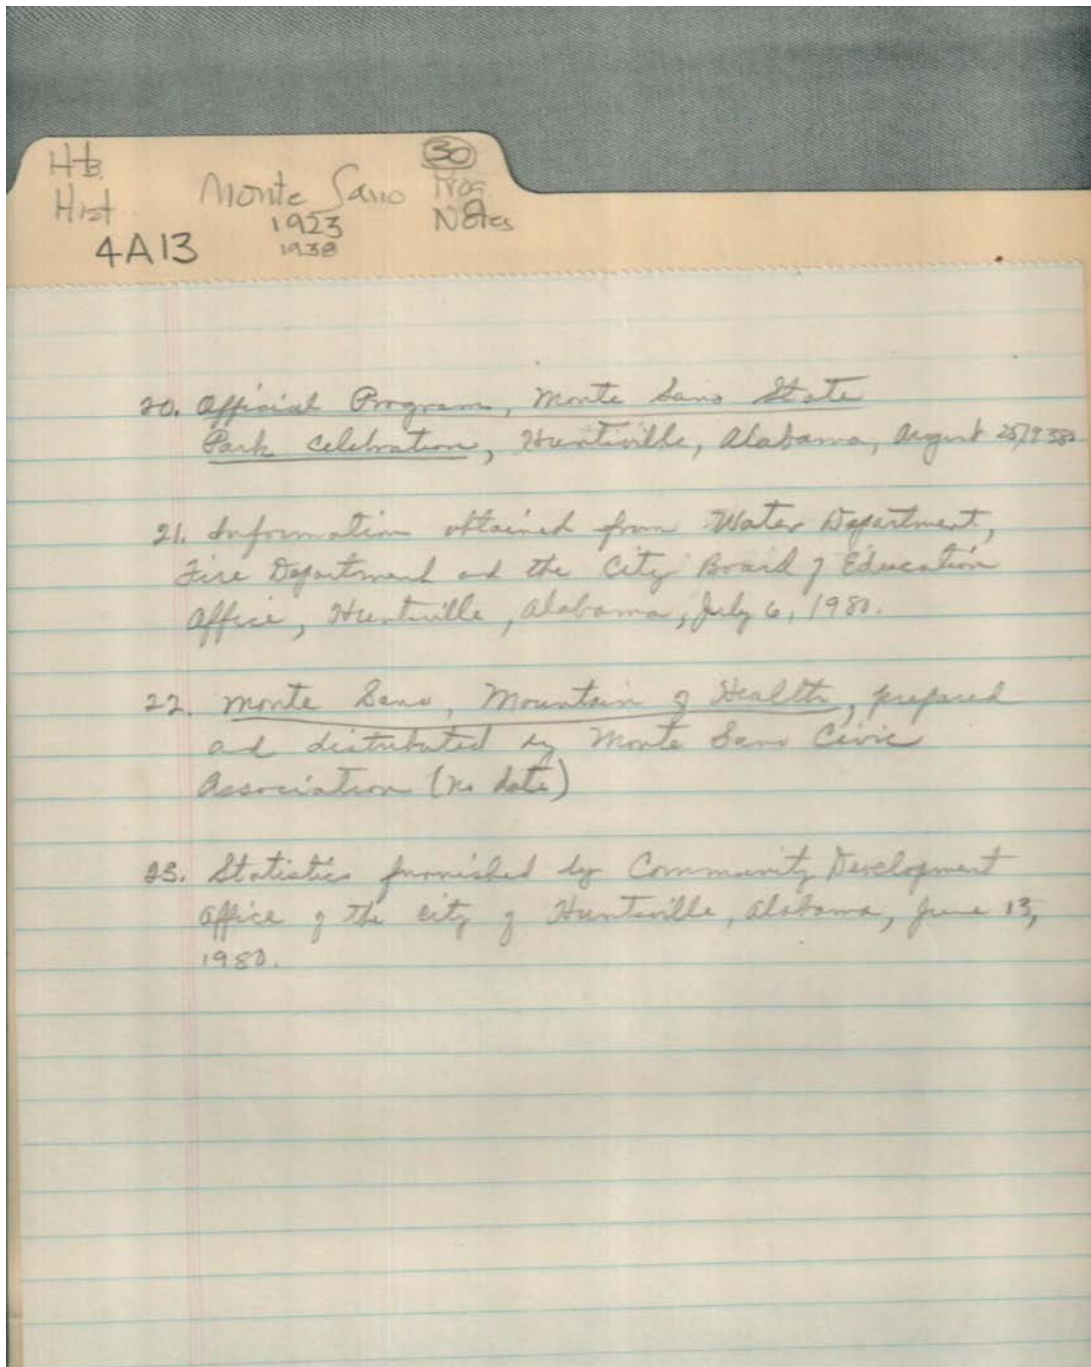 Hb.
Hist
4A13
Monte Sano
1923
1938
30
Prog
Notes
20. Official Program, Monte Sano State
Park Celebration, Huntsville, Alabama, August 25, 1938.
21. Information obtained from Water Department,
Fire Department and the City Board of Education
Office, Huntsville, Alabama, July 6, 1980.
22. Monte Sano, Mountain of Health, prepared
and distributed by Monte Sano Civic
Association (no date)
23. Statistics furnished by Community Development
Office of the City of Huntsville, Alabama, June 13,
1980.